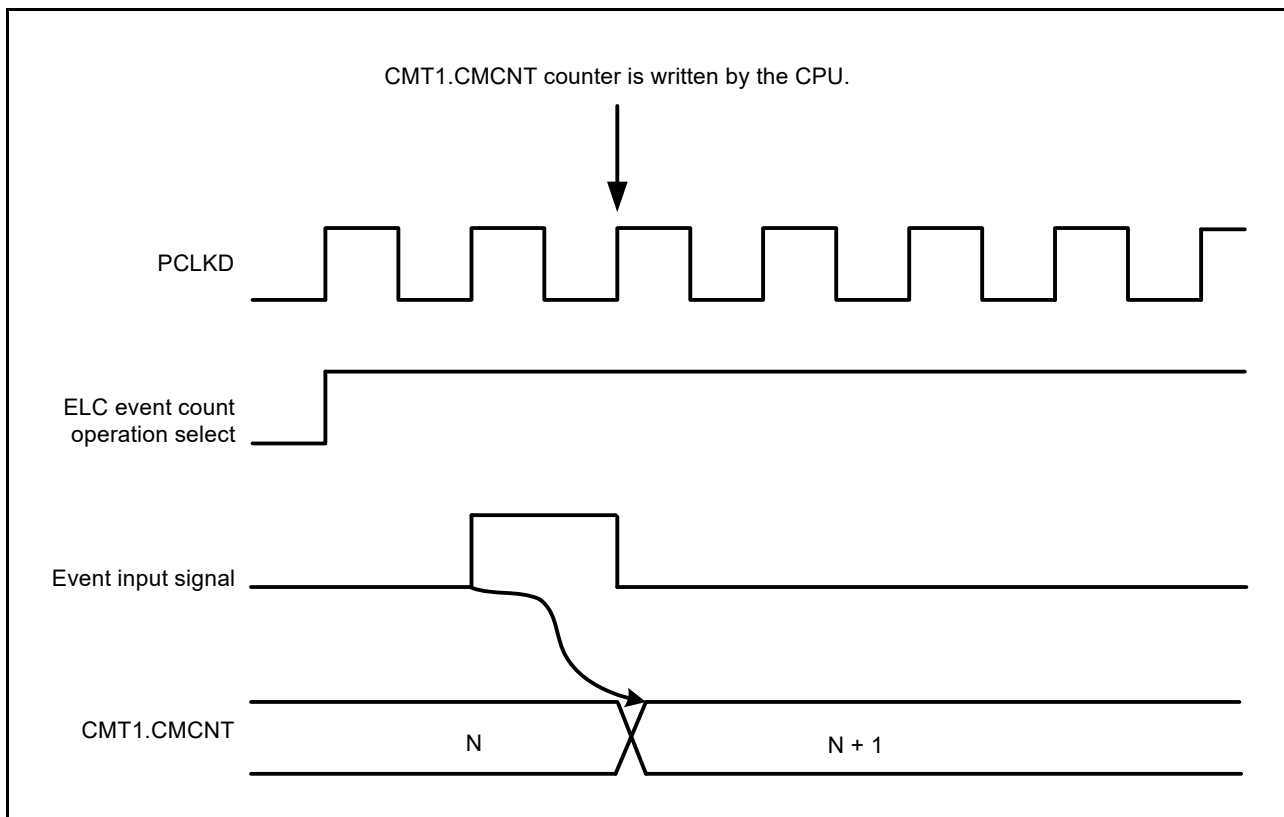 CMT1.CMCNT counter is written by the CPU.
PCLKD
ELC event count
operation select
Event input signal
CMT1.CMCNT
N
N + 1